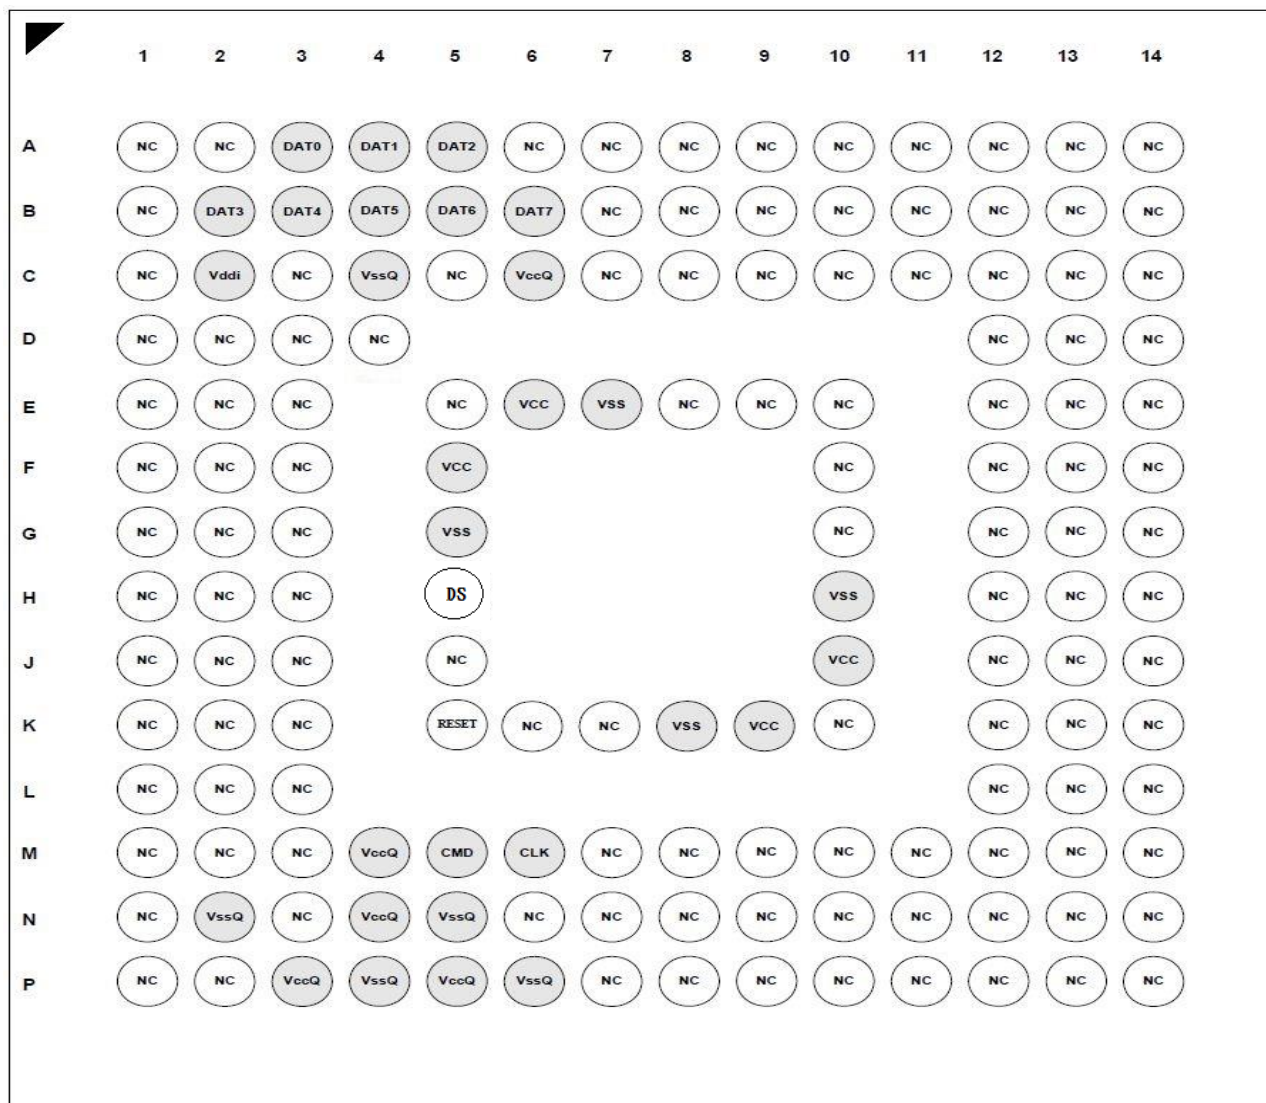 1 2 3 4 5 6 7 8 9 10 11 12 13 14
A NC NC DAT0 DAT1 DAT2 NC NC NC NC NC NC NC NC NC
B NC DAT3 DAT4 DAT5 DAT6 DAT7 NC NC NC NC NC NC NC NC
C NC Vddi NC VssQ NC VccQ NC NC NC NC NC NC NC NC
D NC NC NC NC NC NC NC
E NC NC NC NC VCC VSS NC NC NC NC NC NC
F NC NC NC VCC NC NC NC NC
G NC NC NC VSS NC NC NC NC
H NC NC NC DS VSS NC NC NC
J NC NC NC NC VCC NC NC NC
K NC NC NC RESET NC NC VSS VCC NC NC NC NC
L NC NC NC NC NC NC
M NC NC NC VccQ CMD CLK NC NC NC NC NC NC NC NC
N NC VssQ NC VccQ VssQ NC NC NC NC NC NC NC NC NC
P NC NC VccQ VssQ VccQ VssQ NC NC NC NC NC NC NC NC